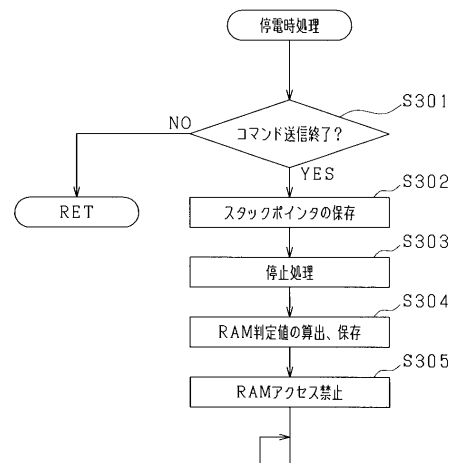 停電時処理
S301
コマンド送信終了？
NO
YES
RET
S302
スタックポインタの保存
S303
停止処理
S304
RAM判定値の算出、保存
S305
RAMアクセス禁止